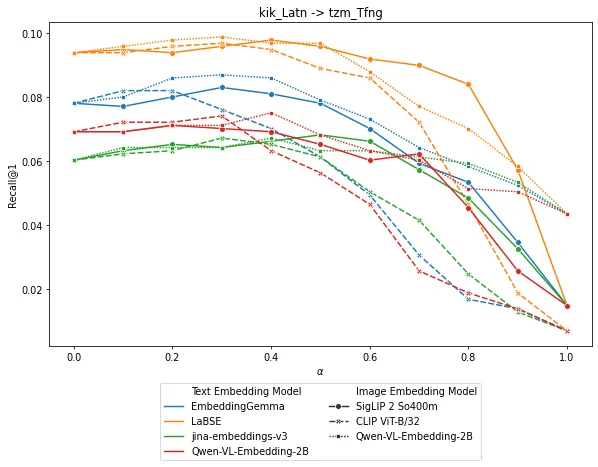 kik_Latn -> tzm_Tfng
Recall@1
0.10
0.08
0.06
0.04
0.02
0.0 0.2 0.4 0.6 0.8 1.0
α
Text Embedding Model Image Embedding Model
EmbeddingGemma SigLIP 2 So400m
LaBSE CLIP ViT-B/32
jina-embeddings-v3 Qwen-VL-Embedding-2B
Qwen-VL-Embedding-2B